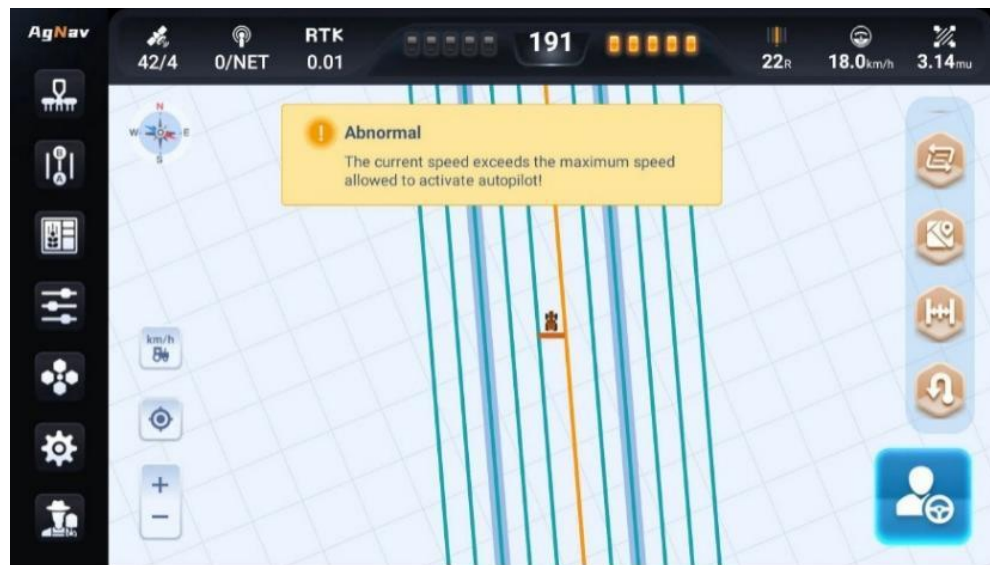 AgNav
42/4
0/NET
RTK
0.01
191
22R
18.0km/h
3.14mu
N
W
E
S
! Abnormal
The current speed exceeds the maximum speed
allowed to activate autopilot!
B
A
km/h
+
−